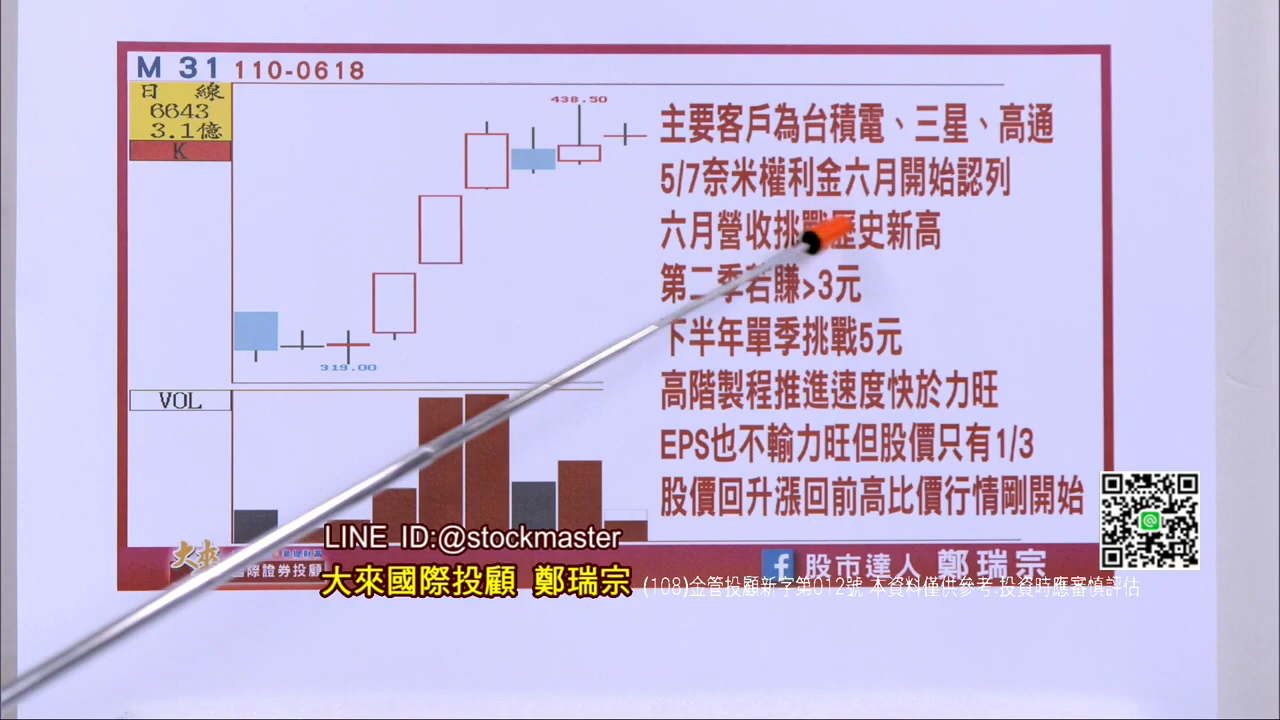 M 31 110-0618
日 線
6643
3.1億
K
438.50
319.00
VOL
主要客戶為台積電、三星、高通
5/7奈米權利金六月開始認列
六月營收挑戰歷史新高
第二季若賺>3元
下半年單季挑戰5元
高階製程推進速度快於力旺
EPS也不輸力旺但股價只有1/3
股價回升漲回前高比價行情剛開始
大來
國際證券投顧
f 股市達人 鄭瑞宗
LINE ID:@stockmaster
大來國際投顧 鄭瑞宗
(108)金管投顧新字第012號 本資料僅供參考.投資時應審慎評估